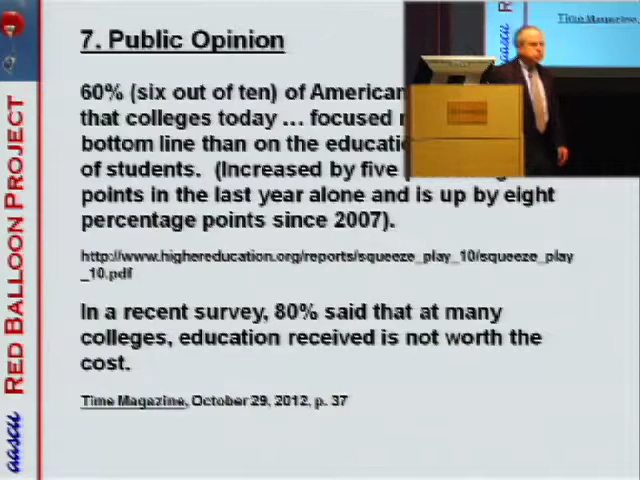 7. Public Opinion
60% (six out of ten) of American
that colleges today … focused
bottom line than on the
of students. (Increased by five
points in the last year alone and is up by eight
percentage points since 2007).
http://www.highereducation.org/reports/squeeze_play_10/squeeze_play
_10.pdf
In a recent survey, 80% said that at many
colleges, education received is not worth the
cost.
Time Magazine, October 29, 2012, p. 37
RED BALLOON PROJECT
aascu
aascu
Time Magazine,